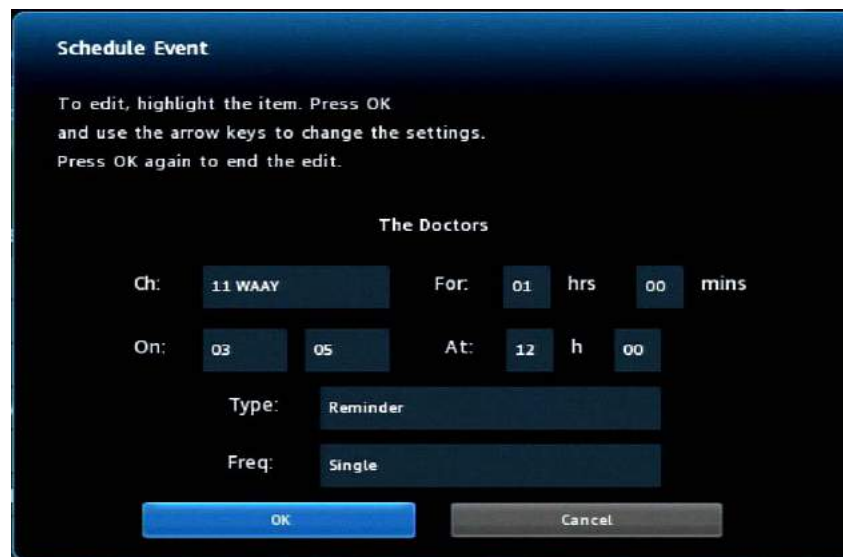 Schedule Event
To edit, highlight the item. Press OK
and use the arrow keys to change the settings.
Press OK again to end the edit.
The Doctors
Ch: 11 WAAY For: 01 hrs 00 mins
On: 03 05 At: 12 h 00
Type: Reminder
Freq: Single
OK Cancel